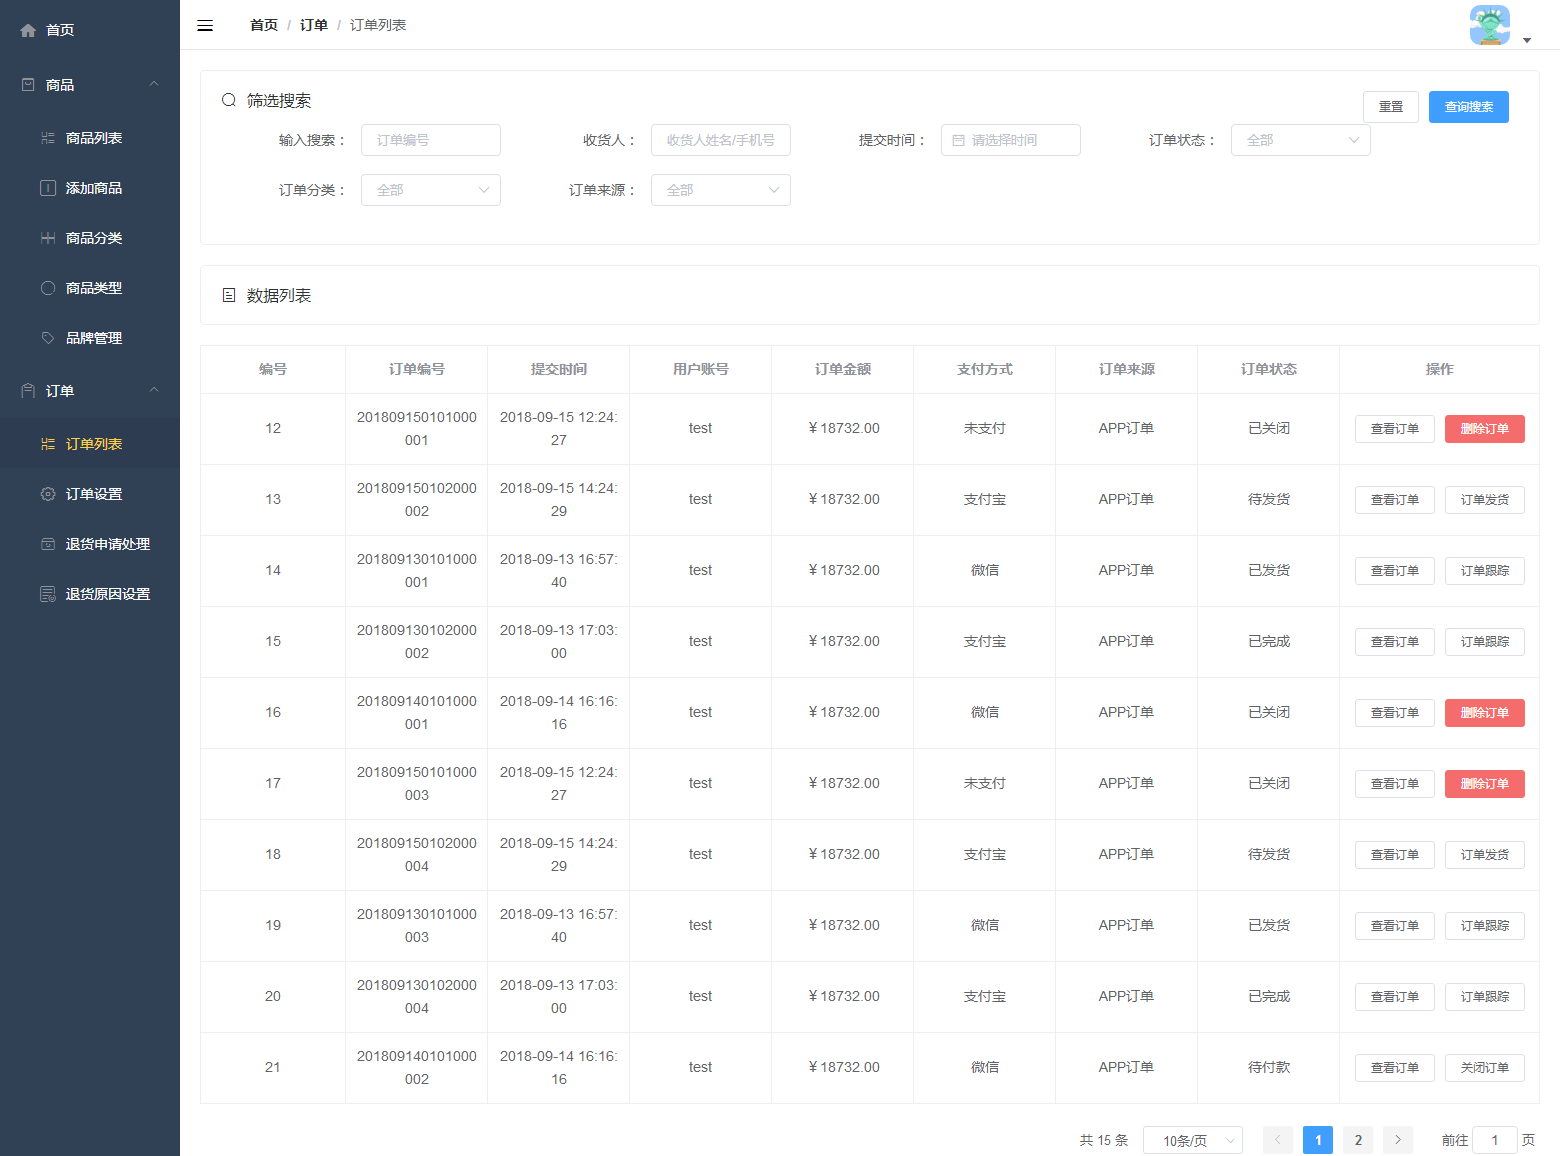 首页
商品
商品列表
添加商品
商品分类
商品类型
品牌管理
订单
订单列表
订单设置
退货申请处理
退货原因设置
首页 / 订单 / 订单列表
筛选搜索
重置 查询搜索
输入搜索： 订单编号 收货人： 收货人姓名/手机号 提交时间： 请选择时间 订单状态： 全部
订单分类： 全部 订单来源： 全部
数据列表
编号 订单编号 提交时间 用户账号 订单金额 支付方式 订单来源 订单状态 操作
12 201809150101000001 2018-09-15 12:24:27 test ￥18732.00 未支付 APP订单 已关闭 查看订单 删除订单
13 201809150102000002 2018-09-15 14:24:29 test ￥18732.00 支付宝 APP订单 待发货 查看订单 订单发货
14 201809130101000001 2018-09-13 16:57:40 test ￥18732.00 微信 APP订单 已发货 查看订单 订单跟踪
15 201809130102000002 2018-09-13 17:03:00 test ￥18732.00 支付宝 APP订单 已完成 查看订单 订单跟踪
16 201809140101000001 2018-09-14 16:16:16 test ￥18732.00 微信 APP订单 已关闭 查看订单 删除订单
17 201809150101000003 2018-09-15 12:24:27 test ￥18732.00 未支付 APP订单 已关闭 查看订单 删除订单
18 201809150102000004 2018-09-15 14:24:29 test ￥18732.00 支付宝 APP订单 待发货 查看订单 订单发货
19 201809130101000003 2018-09-13 16:57:40 test ￥18732.00 微信 APP订单 已发货 查看订单 订单跟踪
20 201809130102000004 2018-09-13 17:03:00 test ￥18732.00 支付宝 APP订单 已完成 查看订单 订单跟踪
21 201809140101000002 2018-09-14 16:16:16 test ￥18732.00 微信 APP订单 待付款 查看订单 关闭订单
共 15 条 10条/页 1 2 前往 1 页